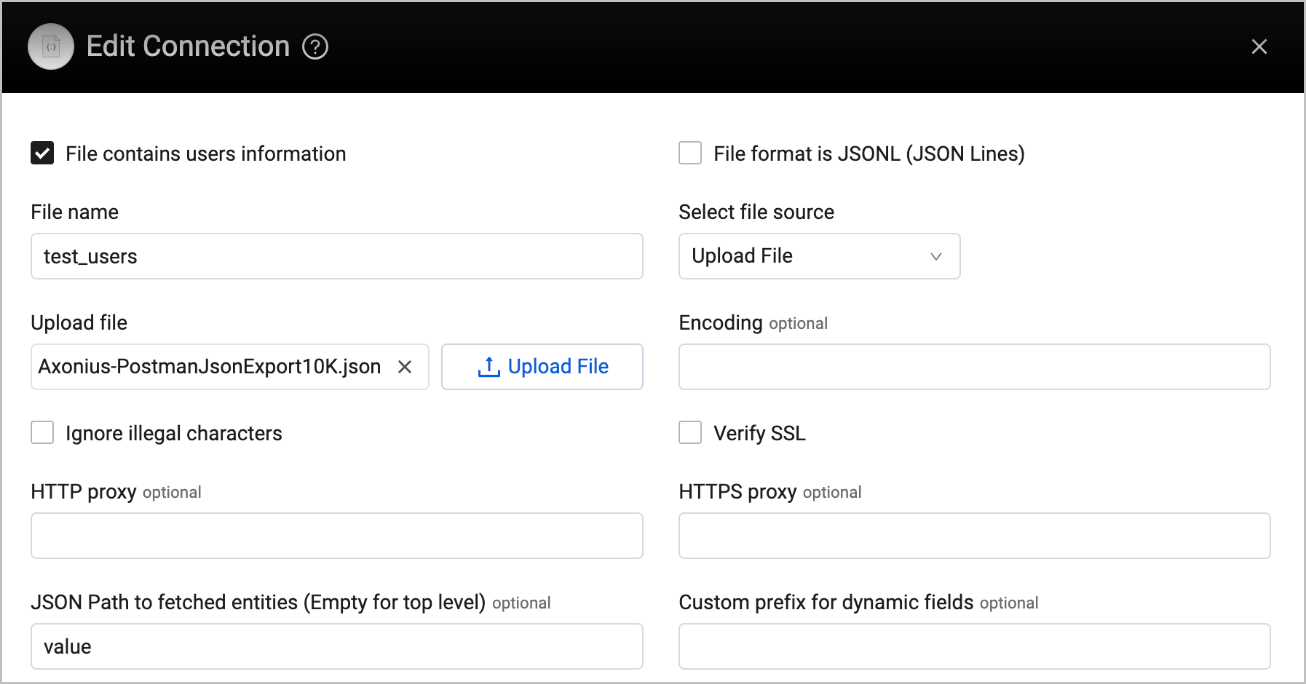 Edit Connection ?
File contains users information
File format is JSONL (JSON Lines)
File name
Select file source
test_users
Upload File
Upload file
Encoding optional
Axonius-PostmanJsonExport10K.json
Upload File
Ignore illegal characters
Verify SSL
HTTP proxy optional
HTTPS proxy optional
JSON Path to fetched entities (Empty for top level) optional
Custom prefix for dynamic fields optional
value